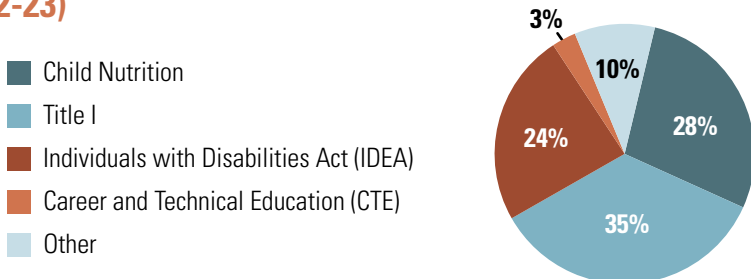 2-23)
3%
Child Nutrition
10%
Title I
28%
Individuals with Disabilities Act (IDEA)
24%
Career and Technical Education (CTE)
Other
35%